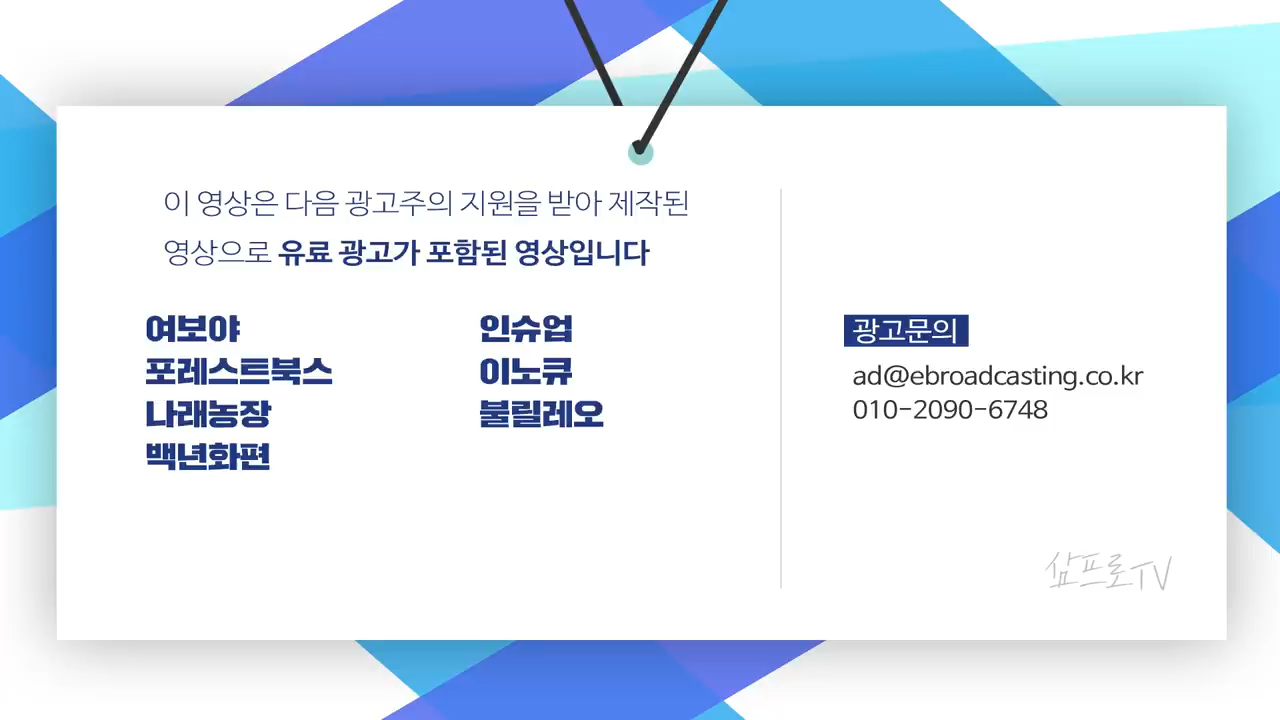 이 영상은 다음 광고주의 지원을 받아 제작된
영상으로 유료 광고가 포함된 영상입니다
여보야
포레스트북스
나래농장
백년화편
인슈업
이노큐
불릴레오
광고문의
ad@ebroadcasting.co.kr
010-2090-6748
삼프로TV